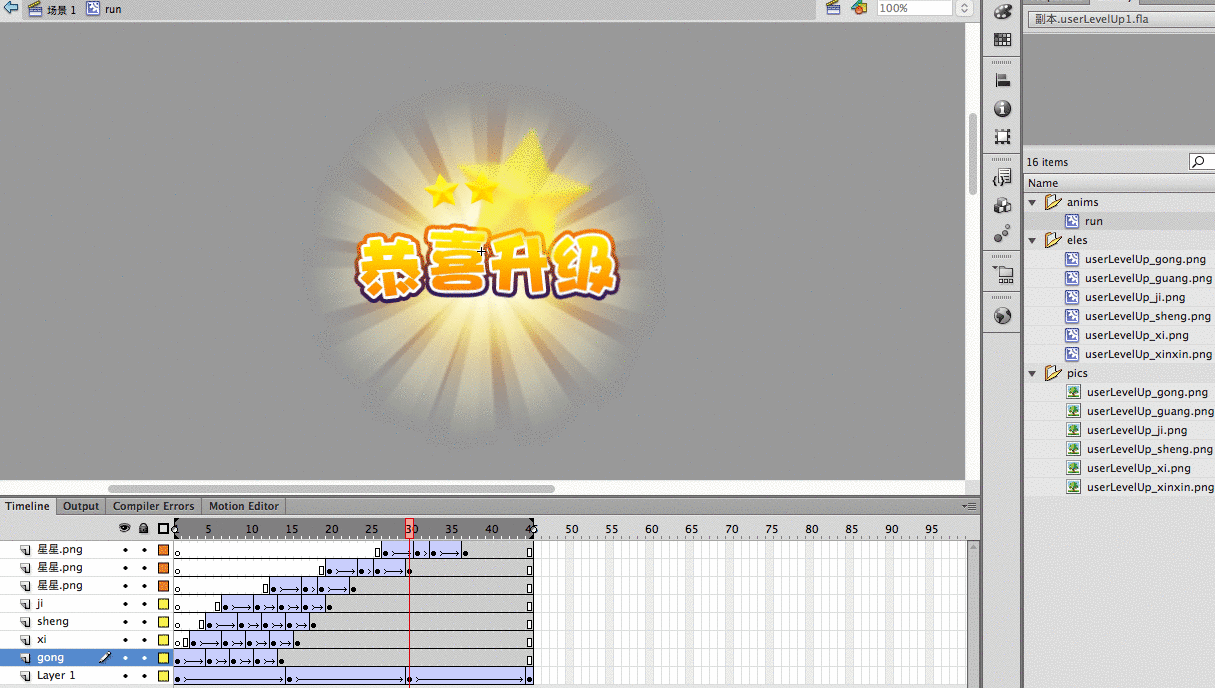 场景 1 run 100%
副本.userLevelUp1.fla
恭喜升级
16 items
Name
anims
run
eles
userLevelUp_gong.png
userLevelUp_guang.png
userLevelUp_ji.png
userLevelUp_sheng.png
userLevelUp_xi.png
userLevelUp_xinxin.png
pics
userLevelUp_gong.png
userLevelUp_guang.png
userLevelUp_ji.png
userLevelUp_sheng.png
userLevelUp_xi.png
userLevelUp_xinxin.png
Timeline Output Compiler Errors Motion Editor
5 10 15 20 25 30 35 40 50 55 60 65 70 75 80 85 90 95
星星.png
星星.png
星星.png
ji
sheng
xi
gong
Layer 1